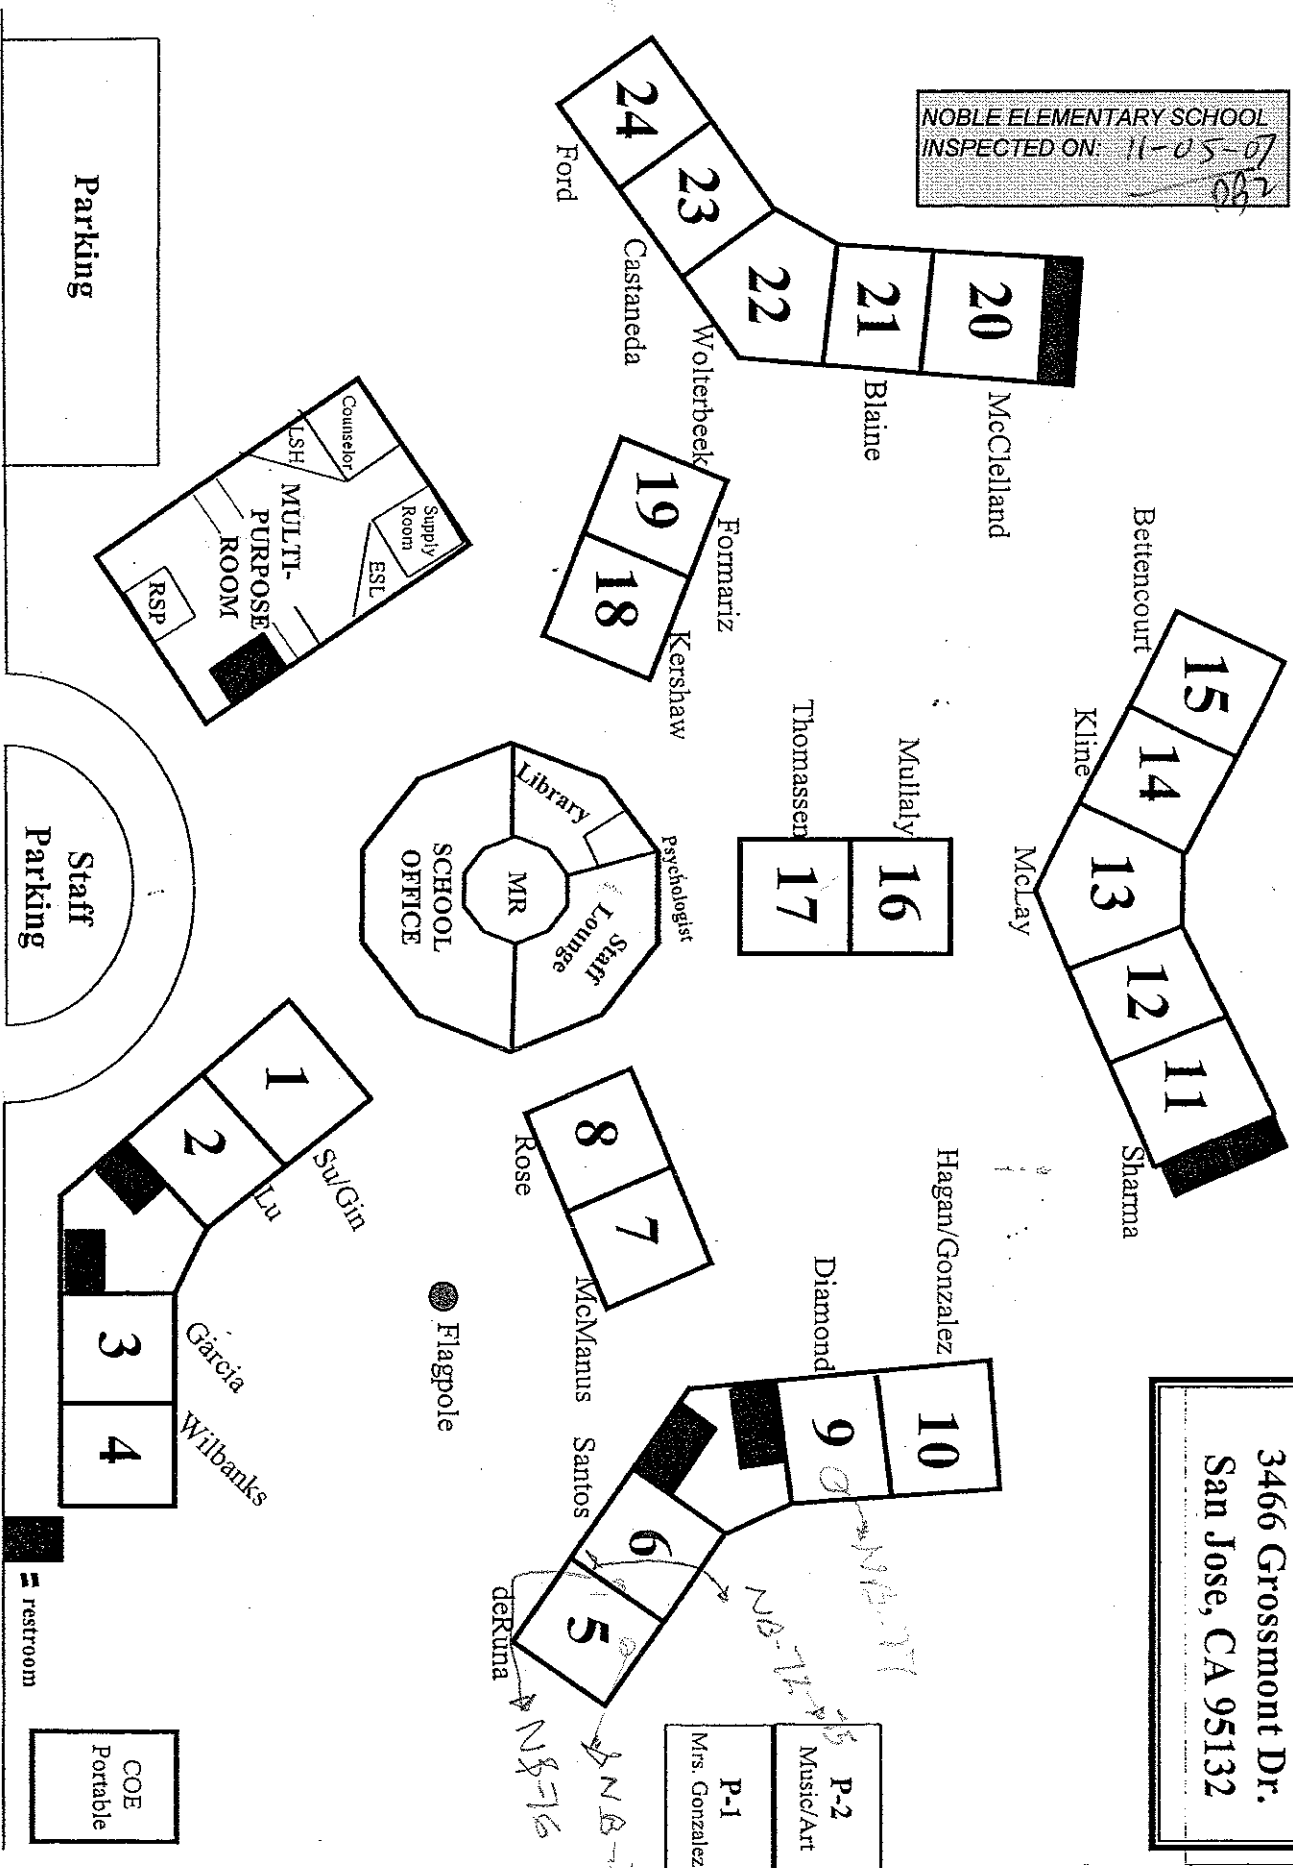 NOBLE ELEMENTARY SCHOOL
INSPECTED ON: 11-05-07
3466 Grossmont Dr.
San Jose, CA 95132
Bettencourt
15
Kline
14
McLay
13
12
11
Sharma
McClelland
20
Blaine
21
Wolterbeek
22
Castaneda
23
Ford
24
Mullaly
16
Thomassen
17
Hagan/Gonzalez
10
Diamond
9
NB-77
Formariz
19
Kershaw
18
Psychologist
Library
Staff
Lounge
MR
SCHOOL
OFFICE
Rose
8
McManus
7
Santos
6
deRuna
5
NB-76
P-2
Music/Art
P-1
Mrs. Gonzalez
Flagpole
Counselor
LSH
Supply
Room
ESL
MULTI-
PURPOSE
ROOM
RSP
Su/Gin
1
Lu
2
Garcia
3
Wilbanks
4
Parking
Staff
Parking
= restroom
COE
Portable